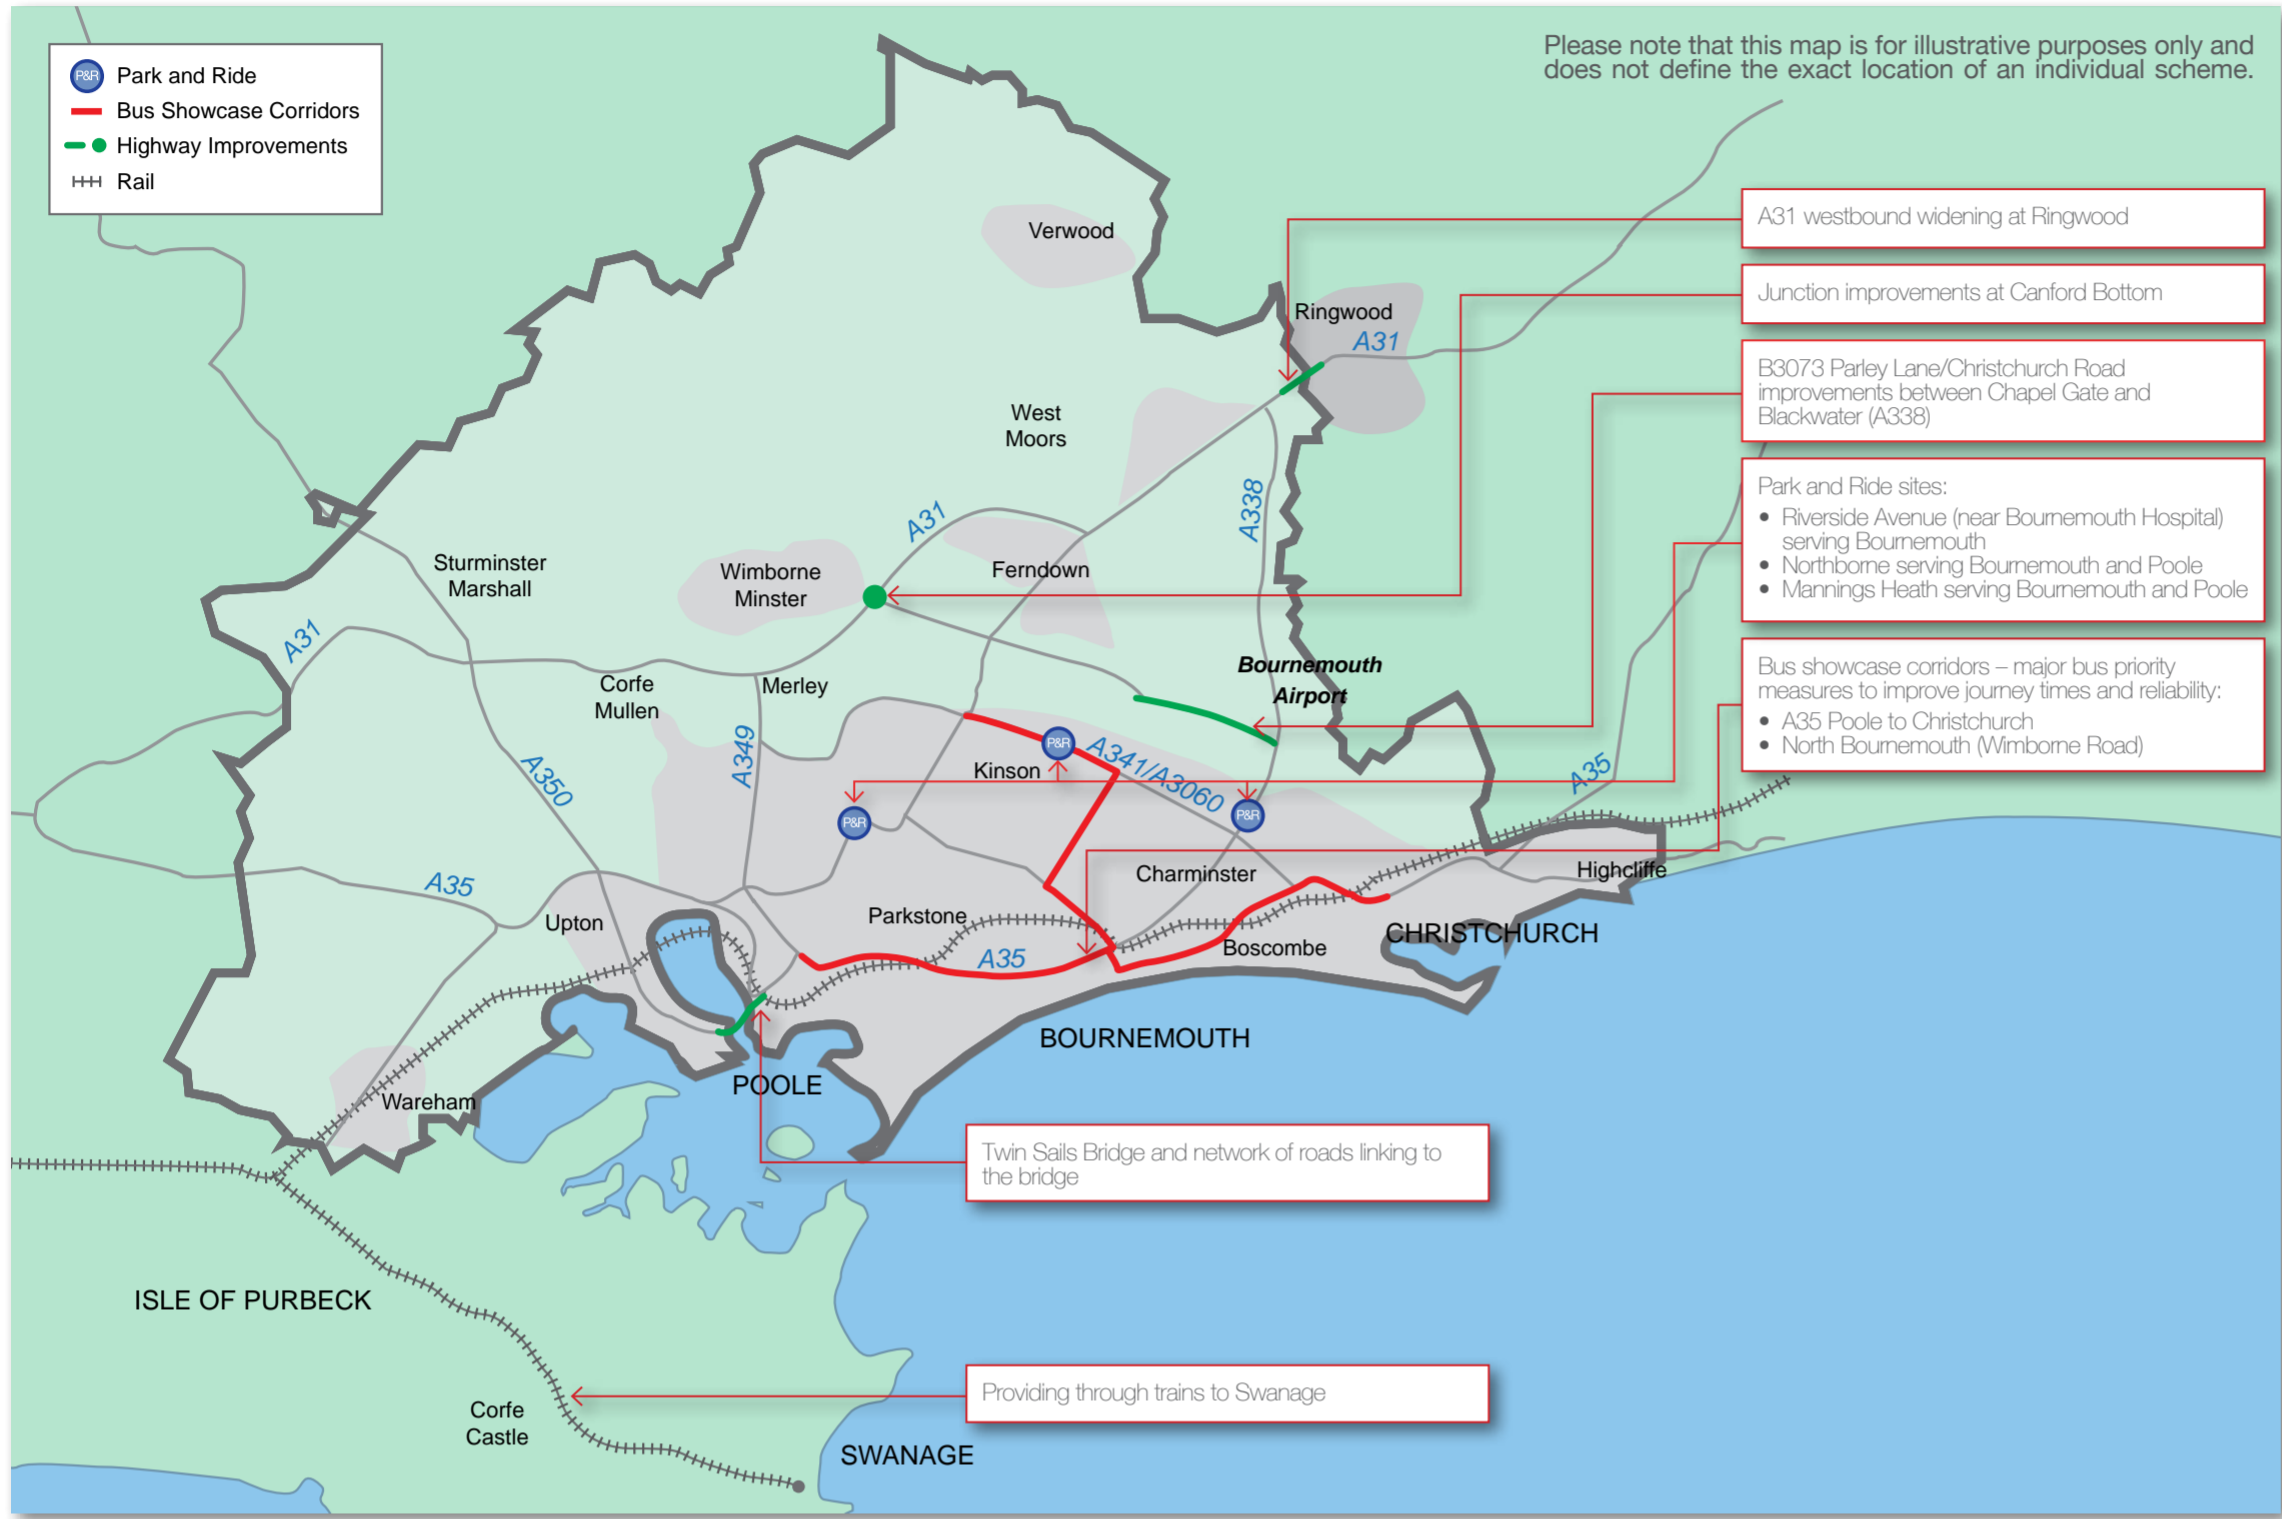 Please note that this map is for illustrative purposes only and
does not define the exact location of an individual scheme.
P&R
Park and Ride
Bus Showcase Corridors
Highway Improvements
Rail
A31 westbound widening at Ringwood
Junction improvements at Canford Bottom
B3073 Parley Lane/Christchurch Road
improvements between Chapel Gate and
Blackwater (A338)
Park and Ride sites:
• Riverside Avenue (near Bournemouth Hospital)
serving Bournemouth
• Northborne serving Bournemouth and Poole
• Mannings Heath serving Bournemouth and Poole
Bus showcase corridors – major bus priority
measures to improve journey times and reliability:
• A35 Poole to Christchurch
• North Bournemouth (Wimborne Road)
Verwood
Ringwood
A31
West
Moors
A338
A31
Sturminster
Marshall
Wimborne
Minster
Ferndown
A31
Corfe
Mullen
Merley
Bournemouth
Airport
A349
A350
P&R
Kinson
A341/A3060
P&R
P&R
A35
A35
Charminster
Highcliffe
Upton
Parkstone
A35
Boscombe
CHRISTCHURCH
BOURNEMOUTH
POOLE
Wareham
Twin Sails Bridge and network of roads linking to
the bridge
ISLE OF PURBECK
Providing through trains to Swanage
Corfe
Castle
SWANAGE